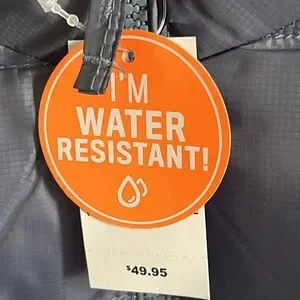 I'M
WATER
RESISTANT!
$49.95